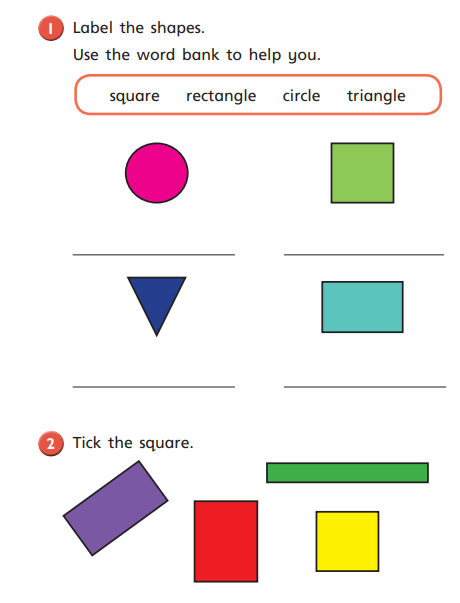 1 Label the shapes.
Use the word bank to help you.
square rectangle circle triangle
2 Tick the square.